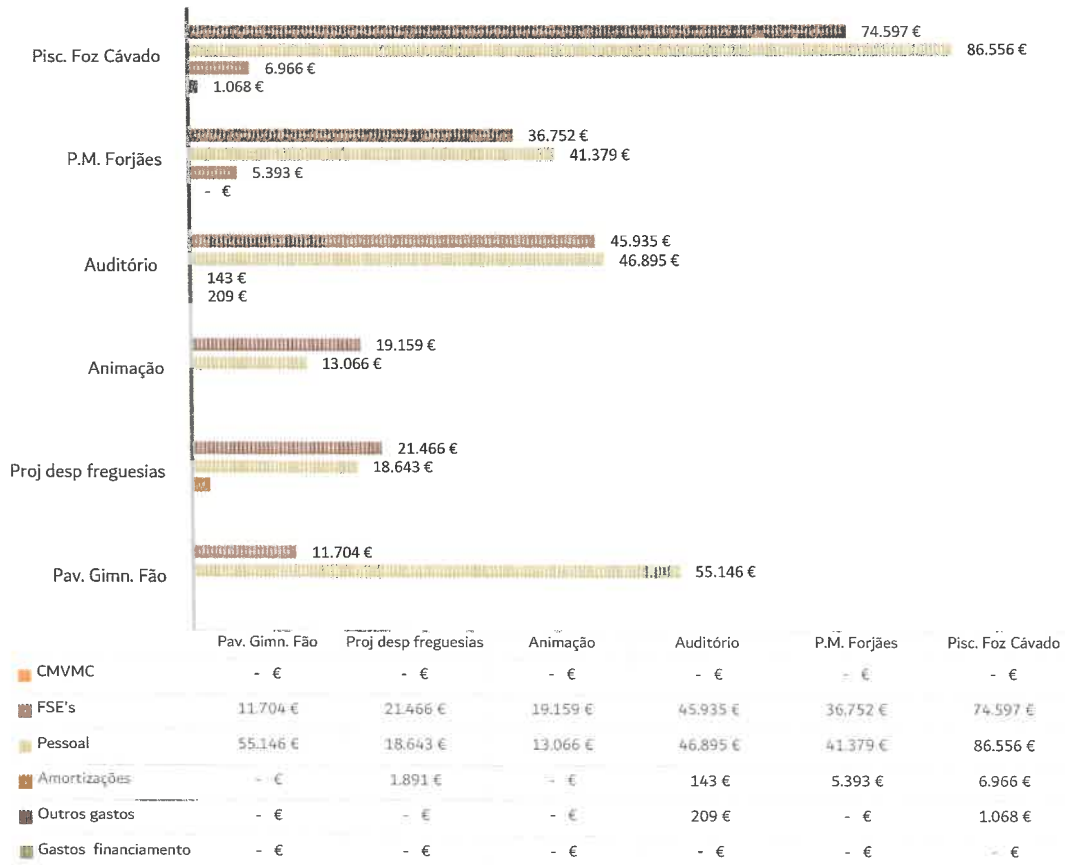 74.597 €
Pisc. Foz Cávado
86.556 €
6.966 €
1.068 €
36.752 €
P.M. Forjães
41.379 €
5.393 €
- €
45.935 €
Auditório
46.895 €
143 €
209 €
19.159 €
Animação
13.066 €
21.466 €
Proj desp freguesias
18.643 €
11.704 €
Pav. Gimn. Fão
55.146 €
Pav. Gimn. Fão Proj desp freguesias Animação Auditório P.M. Forjães Pisc. Foz Cávado
CMVMC - € - € - € - € - € - €
FSE's 11.704 € 21.466 € 19.159 € 45.935 € 36.752 € 74.597 €
Pessoal 55.146 € 18.643 € 13.066 € 46.895 € 41.379 € 86.556 €
Amortizações - € 1.891 € - € 143 € 5.393 € 6.966 €
Outros gastos - € - € - € 209 € - € 1.068 €
Gastos financiamento - € - € - € - € - € - €